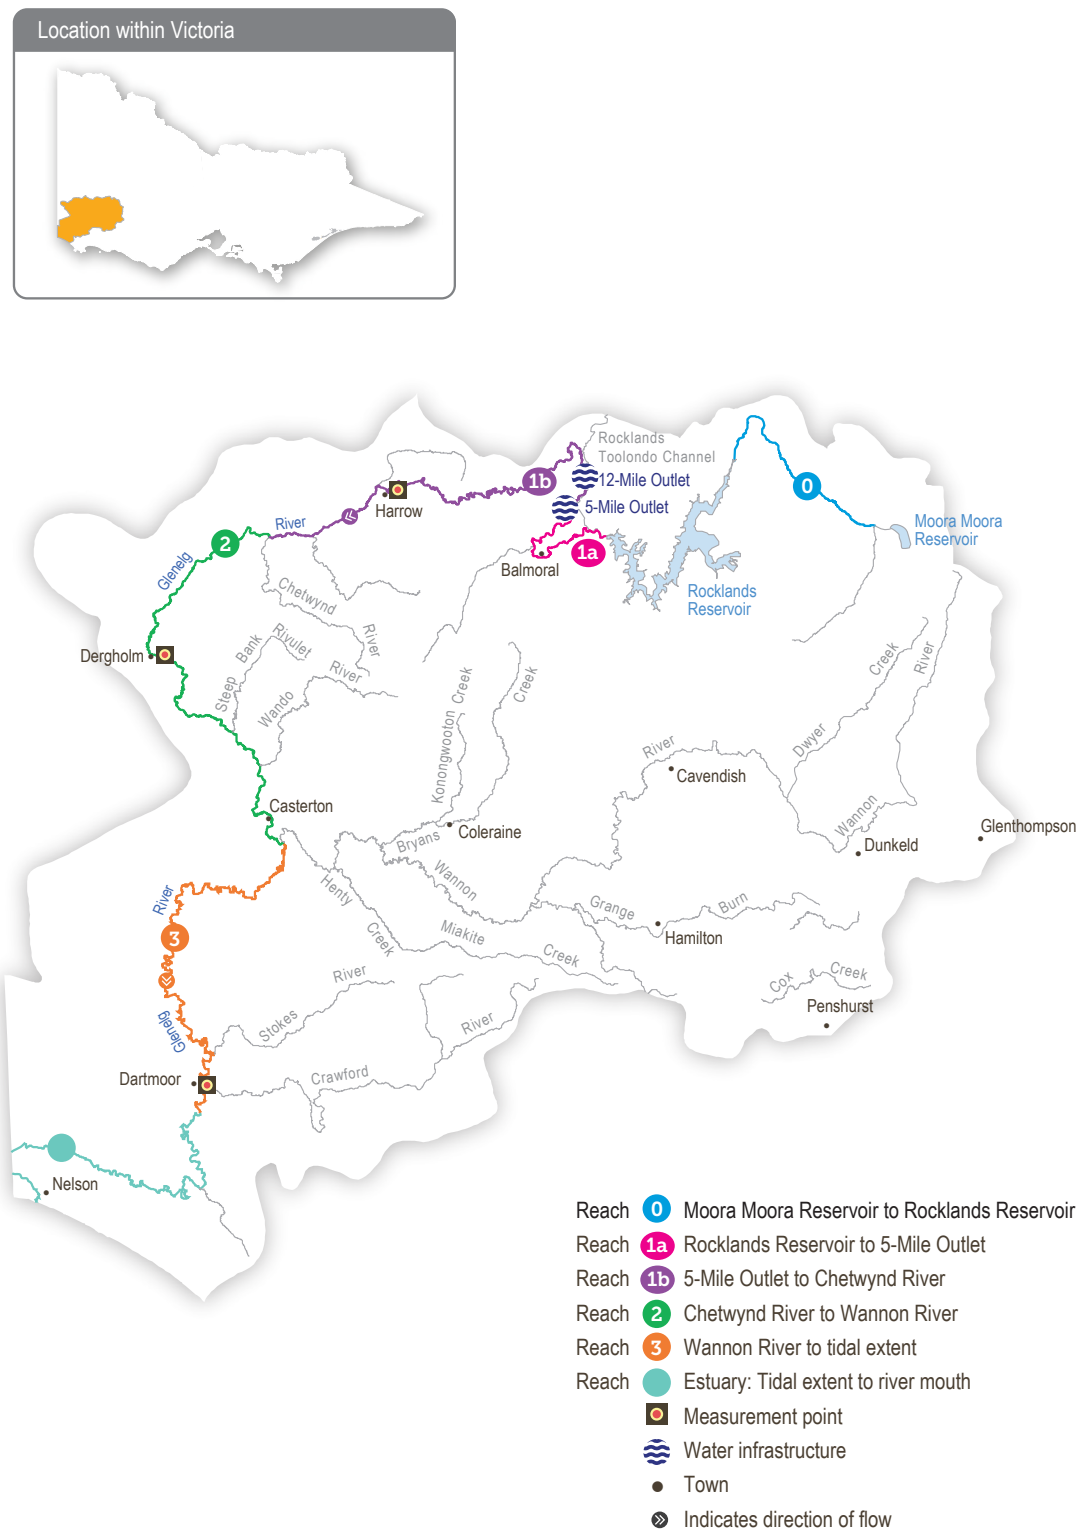 Location within Victoria
Rocklands
Toolondo Channel
12-Mile Outlet
5-Mile Outlet
1b
0
Harrow
River
2
Glenelg
Moora Moora
Reservoir
1a
Balmoral
Rocklands
Reservoir
Chetwynd
River
Dergholm
Steep
Bank
Rivulet
Wando
River
Konongwooton
Creek
Creek
Dwyer
Creek
River
River
Cavendish
Casterton
Coleraine
Bryans
Wannon
Wannon
Dunkeld
Glenthompson
Henty
Creek
River
3
Glenelg
Grange
Burn
Hamilton
Miakite
Creek
Cox
Creek
Penshurst
Stokes
River
Crawford
River
Dartmoor
Nelson
Reach 0 Moora Moora Reservoir to Rocklands Reservoir
Reach 1a Rocklands Reservoir to 5-Mile Outlet
Reach 1b 5-Mile Outlet to Chetwynd River
Reach 2 Chetwynd River to Wannon River
Reach 3 Wannon River to tidal extent
Reach Estuary: Tidal extent to river mouth
Measurement point
Water infrastructure
Town
Indicates direction of flow